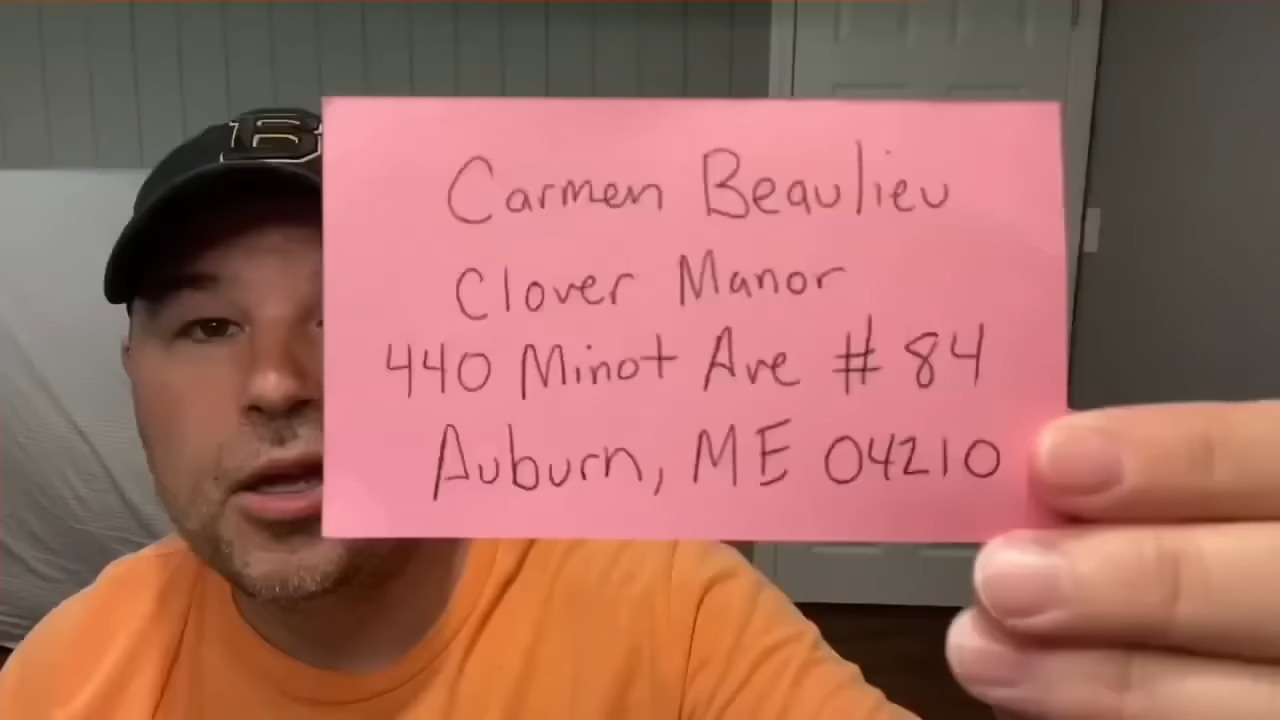 B
Carmen Beaulieu
Clover Manor
440 Minot Ave # 84
Auburn, ME 04210